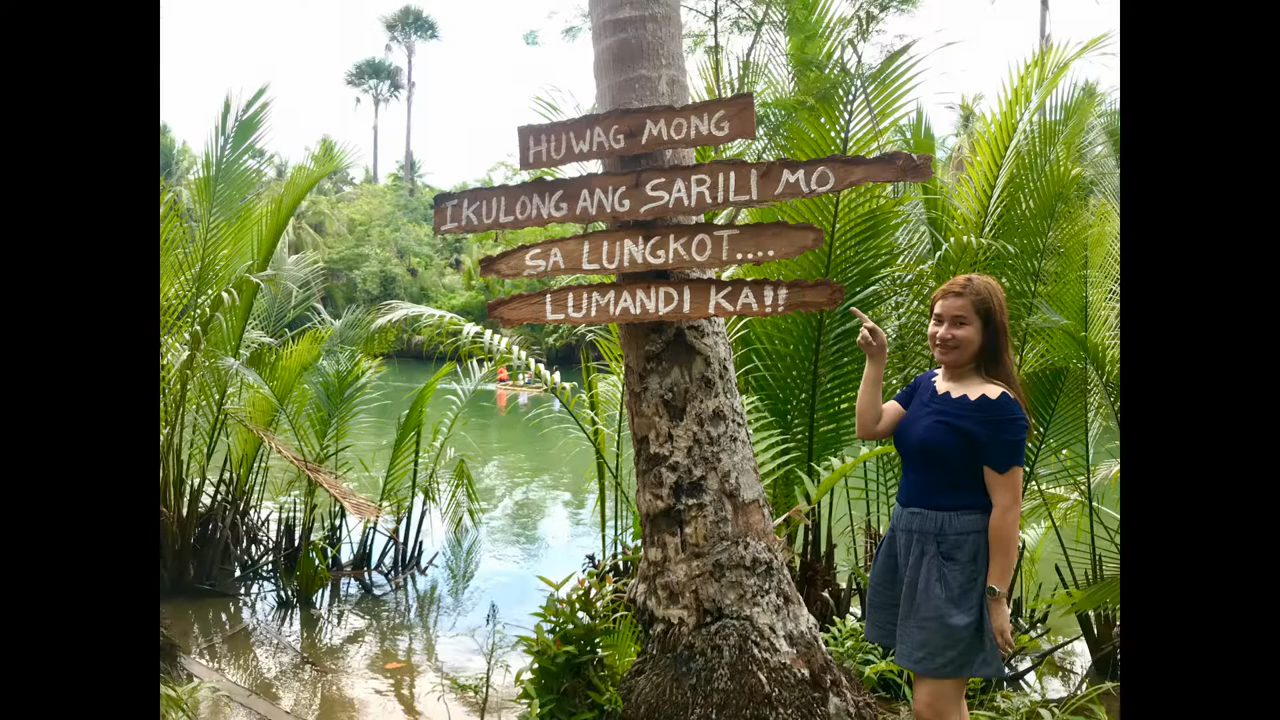 HUWAG MONG
IKULONG ANG SARILI MO
SA LUNGKOT....
LUMANDI KA!!